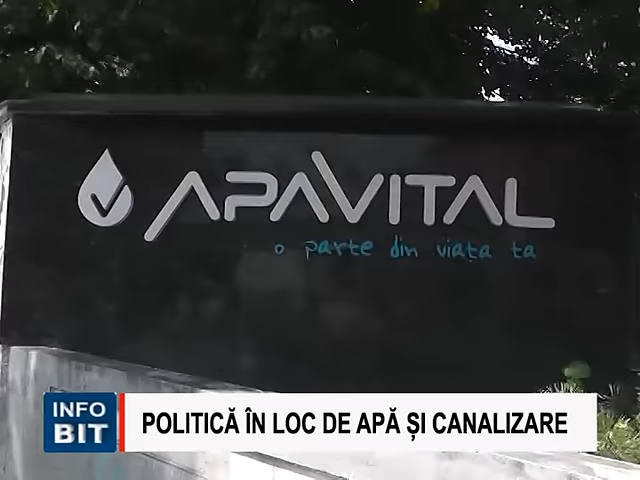 APAVITAL
o parte din viața ta
INFO
BIT
POLITICĂ ÎN LOC DE APĂ ȘI CANALIZARE